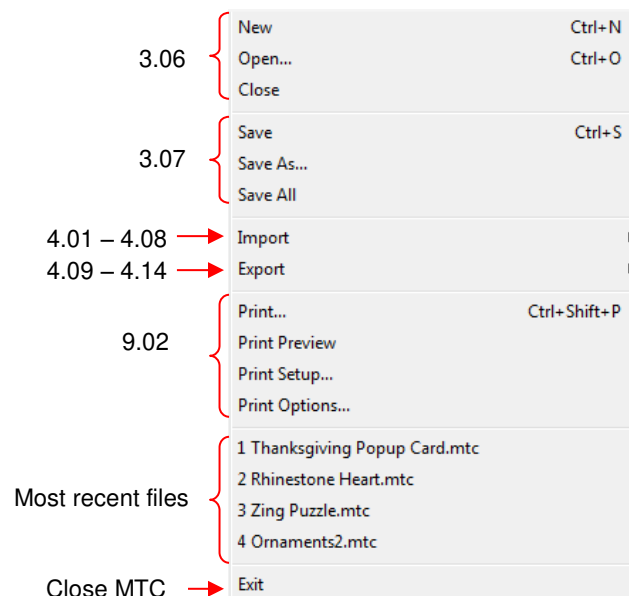 New Ctrl+N
3.06 Open... Ctrl+O
Close
Save Ctrl+S
3.07 Save As...
Save All
4.01 – 4.08 Import
4.09 – 4.14 Export
Print... Ctrl+Shift+P
9.02 Print Preview
Print Setup...
Print Options...
1 Thanksgiving Popup Card.mtc
2 Rhinestone Heart.mtc
Most recent files 3 Zing Puzzle.mtc
4 Ornaments2.mtc
Close MTC Exit